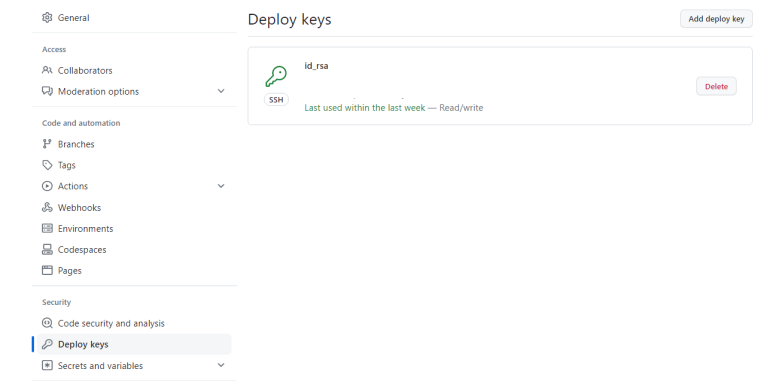 General
Access
Collaborators
Moderation options
Code and automation
Branches
Tags
Actions
Webhooks
Environments
Codespaces
Pages
Security
Code security and analysis
Deploy keys
Secrets and variables
Deploy keys
Add deploy key
id_rsa
SSH
Last used within the last week — Read/write
Delete